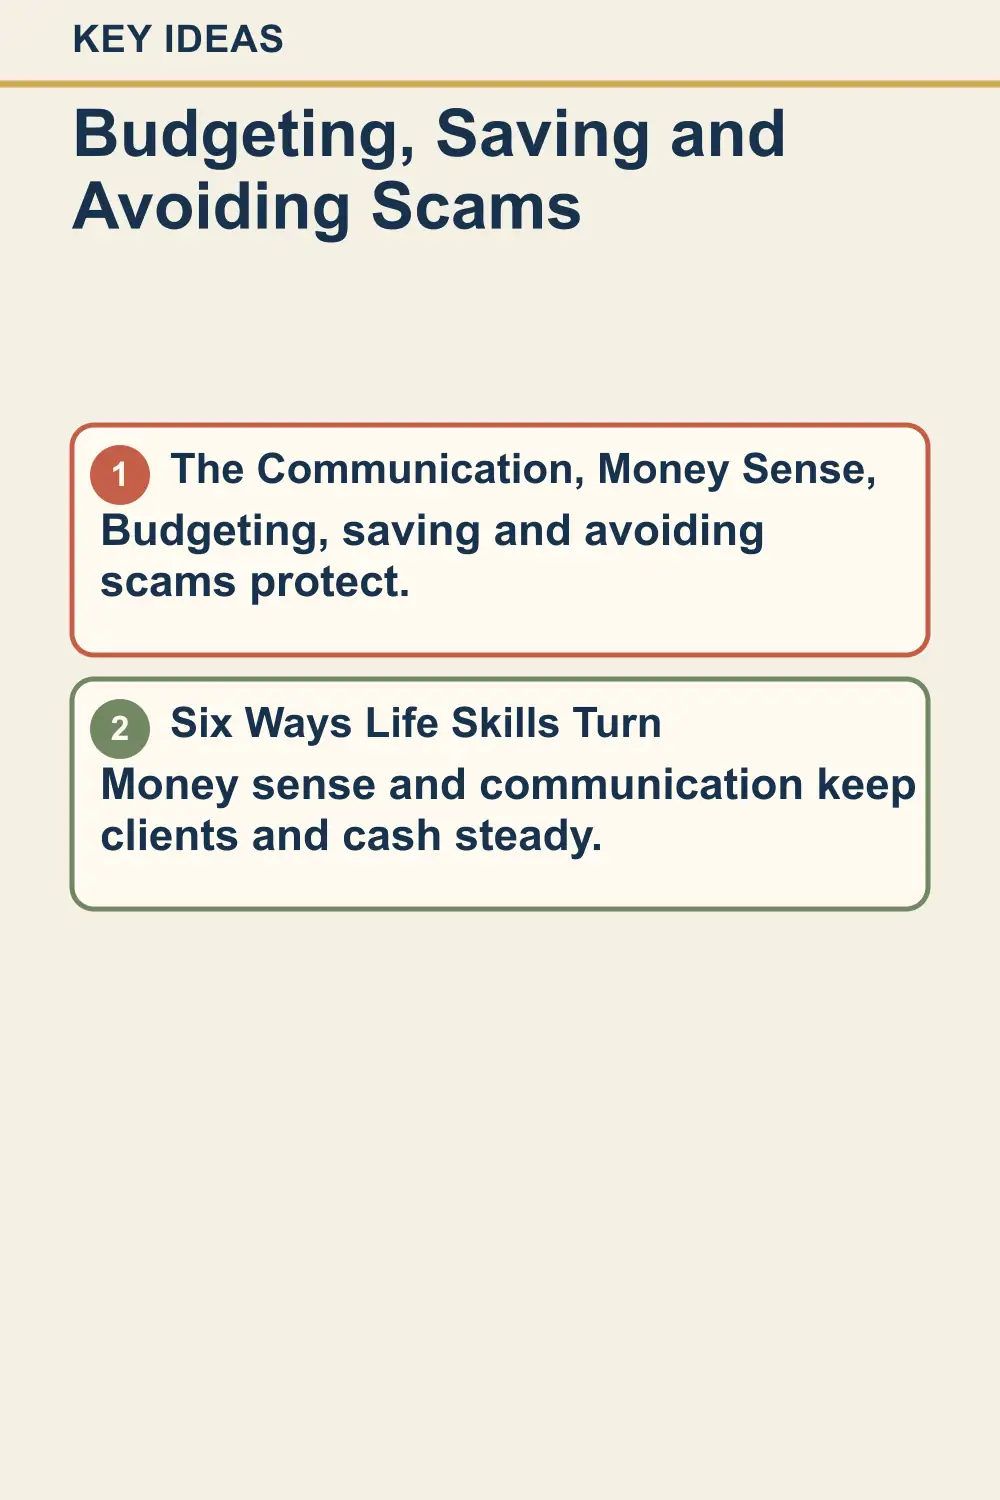 KEY IDEAS
Budgeting, Saving and
Avoiding Scams
1 The Communication, Money Sense,
Budgeting, saving and avoiding
scams protect.
2 Six Ways Life Skills Turn
Money sense and communication keep
clients and cash steady.